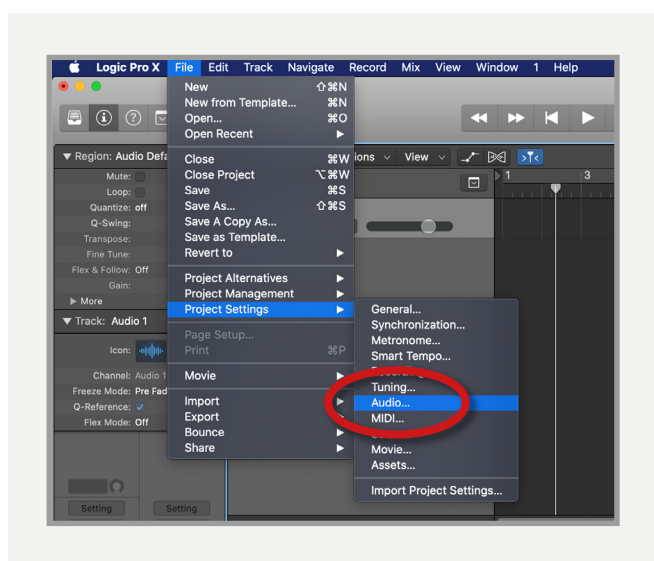 Logic Pro X File Edit Track Navigate Record Mix View Window 1 Help
New ⇧⌘N
New from Template... ⌘N
Open... ⌘O
Open Recent ▶
Close ⌘W
Close Project ⌥⌘W
Save ⌘S
Save As... ⇧⌘S
Save A Copy As...
Save as Template...
Revert to ▶
Project Alternatives ▶
Project Management ▶
Project Settings ▶
Page Setup...
Print ⌘P
Movie ▶
Import ▶
Export ▶
Bounce ▶
Share ▶
General...
Synchronization...
Metronome...
Smart Tempo...
Tuning...
Audio...
MIDI...
Movie...
Assets...
Import Project Settings...
▼ Region: Audio Defa
Mute:
Loop:
Quantize: off
Q-Swing:
Transpose:
Fine Tune:
Flex & Follow: Off
Gain:
▶ More
▼ Track: Audio 1
Icon:
Channel: Audio 1
Freeze Mode: Pre Fad
Q-Reference:
Flex Mode: Off
Setting Setting
ions View
1 3